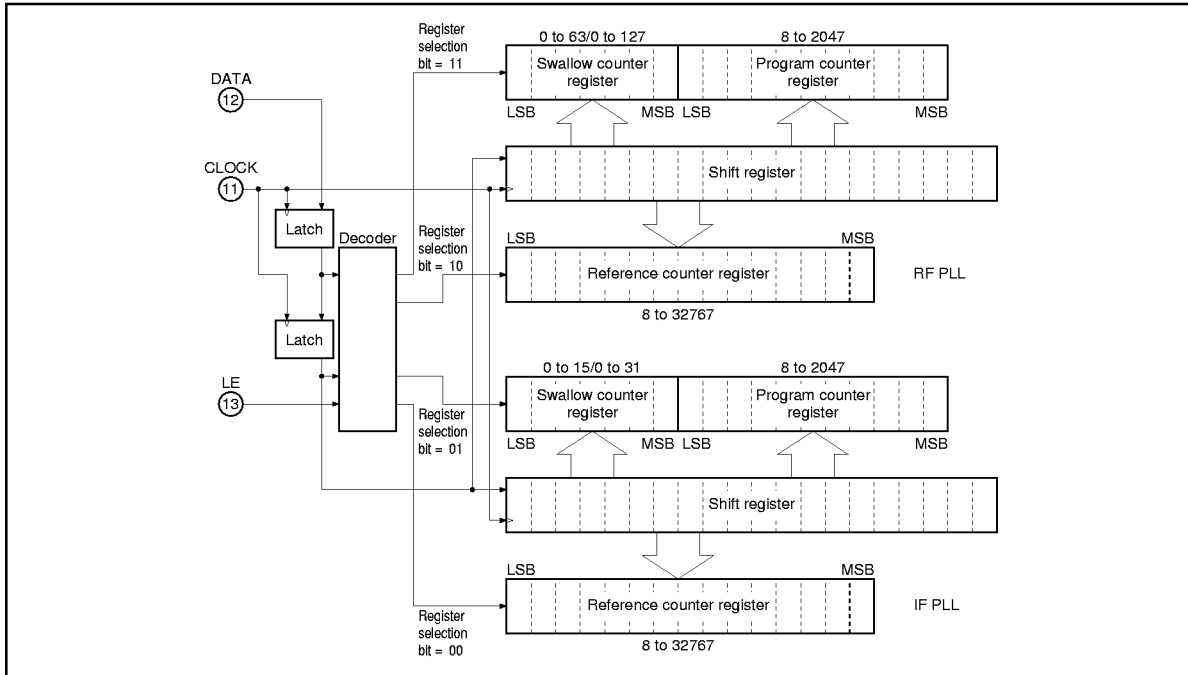 Register
selection
bit = 11
0 to 63/0 to 127
8 to 2047
Swallow counter
register
Program counter
register
LSB
MSB
LSB
MSB
DATA
12
CLOCK
11
Shift register
Latch
Decoder
Register
selection
bit = 10
LSB
MSB
Reference counter register
RF PLL
8 to 32767
Latch
LE
13
0 to 15/0 to 31
8 to 2047
Swallow counter
register
Program counter
register
Register
selection
bit = 01
LSB
MSB
LSB
MSB
Shift register
LSB
MSB
Reference counter register
IF PLL
Register
selection
bit = 00
8 to 32767